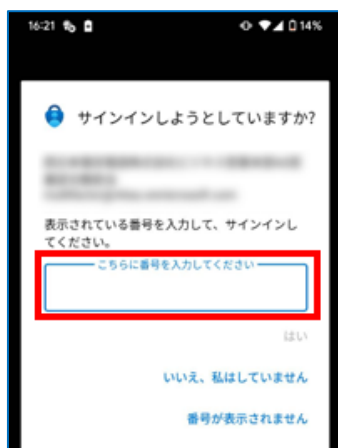 16:21 14%
サインインしようとしていますか?
表示されている番号を入力して、サインインし
てください。
こちらに番号を入力してください
はい
いいえ、私はしていません
番号が表示されません